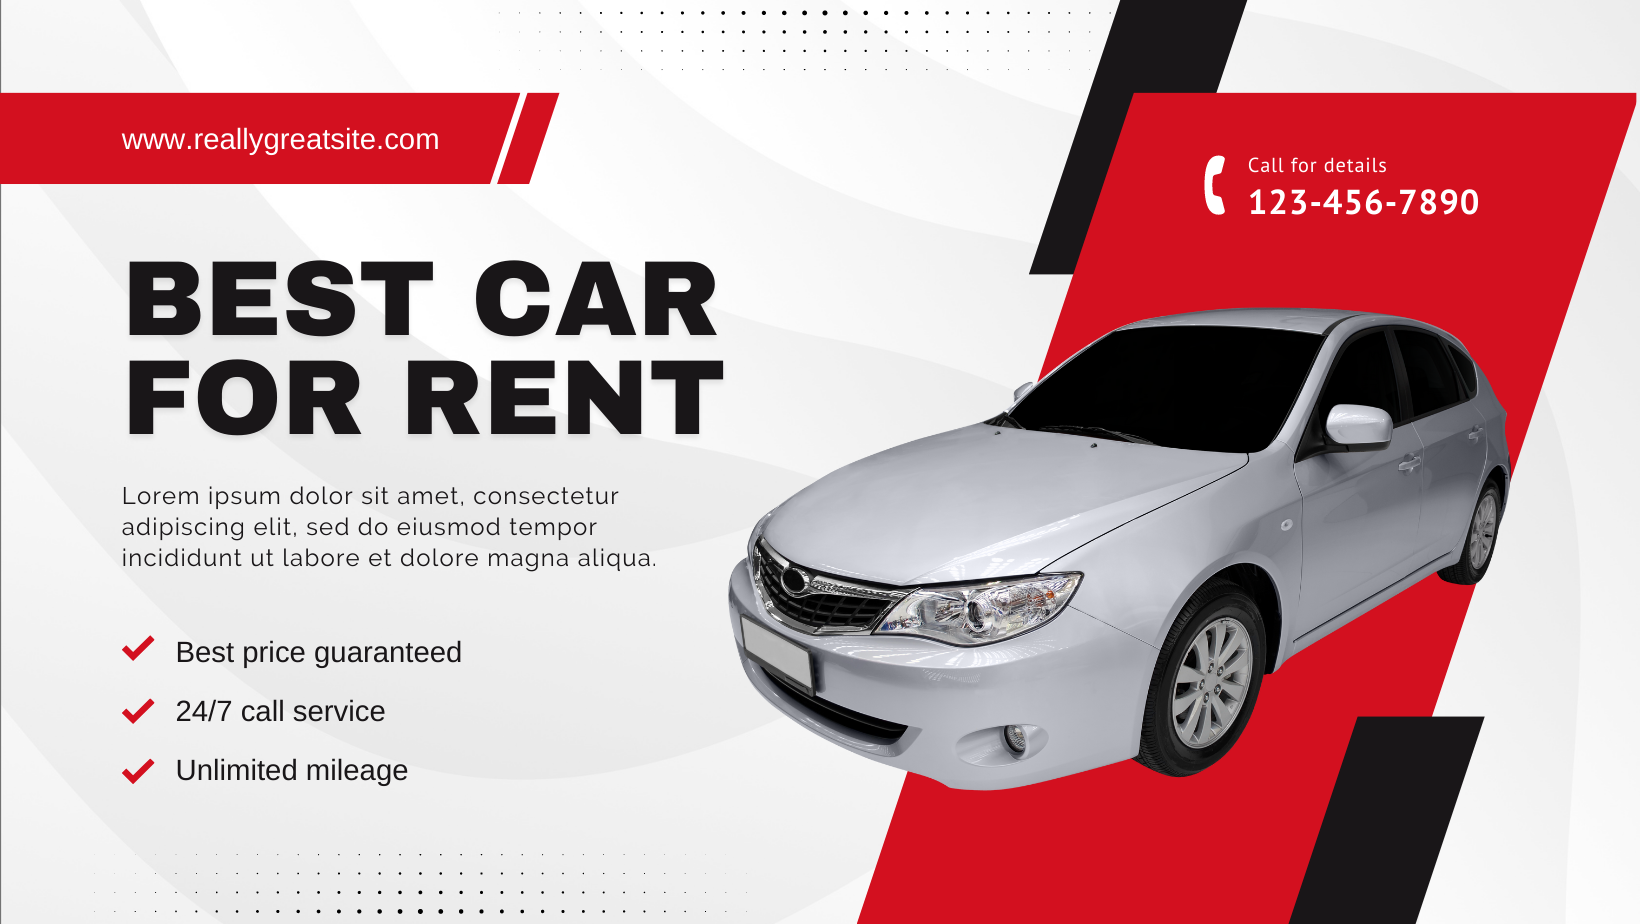 www.reallygreatsite.com
Call for details
123-456-7890
BEST CAR
FOR RENT
Lorem ipsum dolor sit amet, consectetur
adipiscing elit, sed do eiusmod tempor
incididunt ut labore et dolore magna aliqua.
Best price guaranteed
24/7 call service
Unlimited mileage